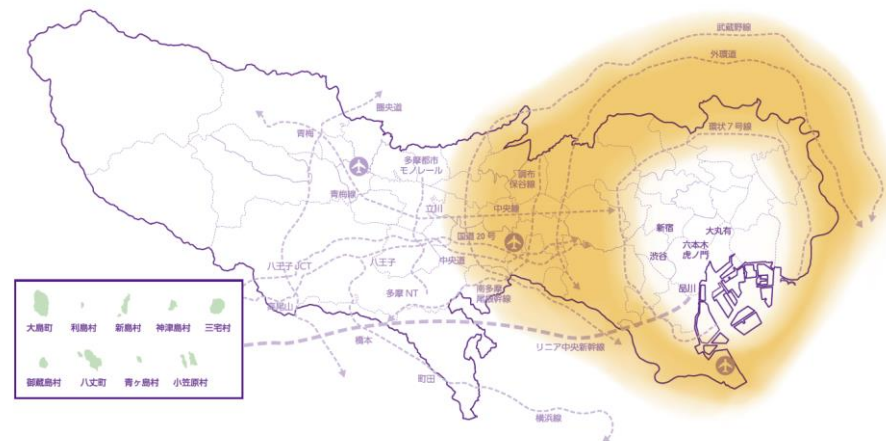 武蔵野線
外環道
圏央道
環状7号線
青梅
多摩都市
モノレール
調布
保谷線
青梅線
立川
中央線
新宿
大丸有
国道20号
六本木
虎ノ門
渋谷
八王子JCT
八王子
中央道
品川
多摩NT
南多摩
尾根幹線
高尾山
橋本
リニア中央新幹線
町田
横浜線
大島町
利島村
新島村
神津島村
三宅村
御蔵島村
八丈町
青ヶ島村
小笠原村